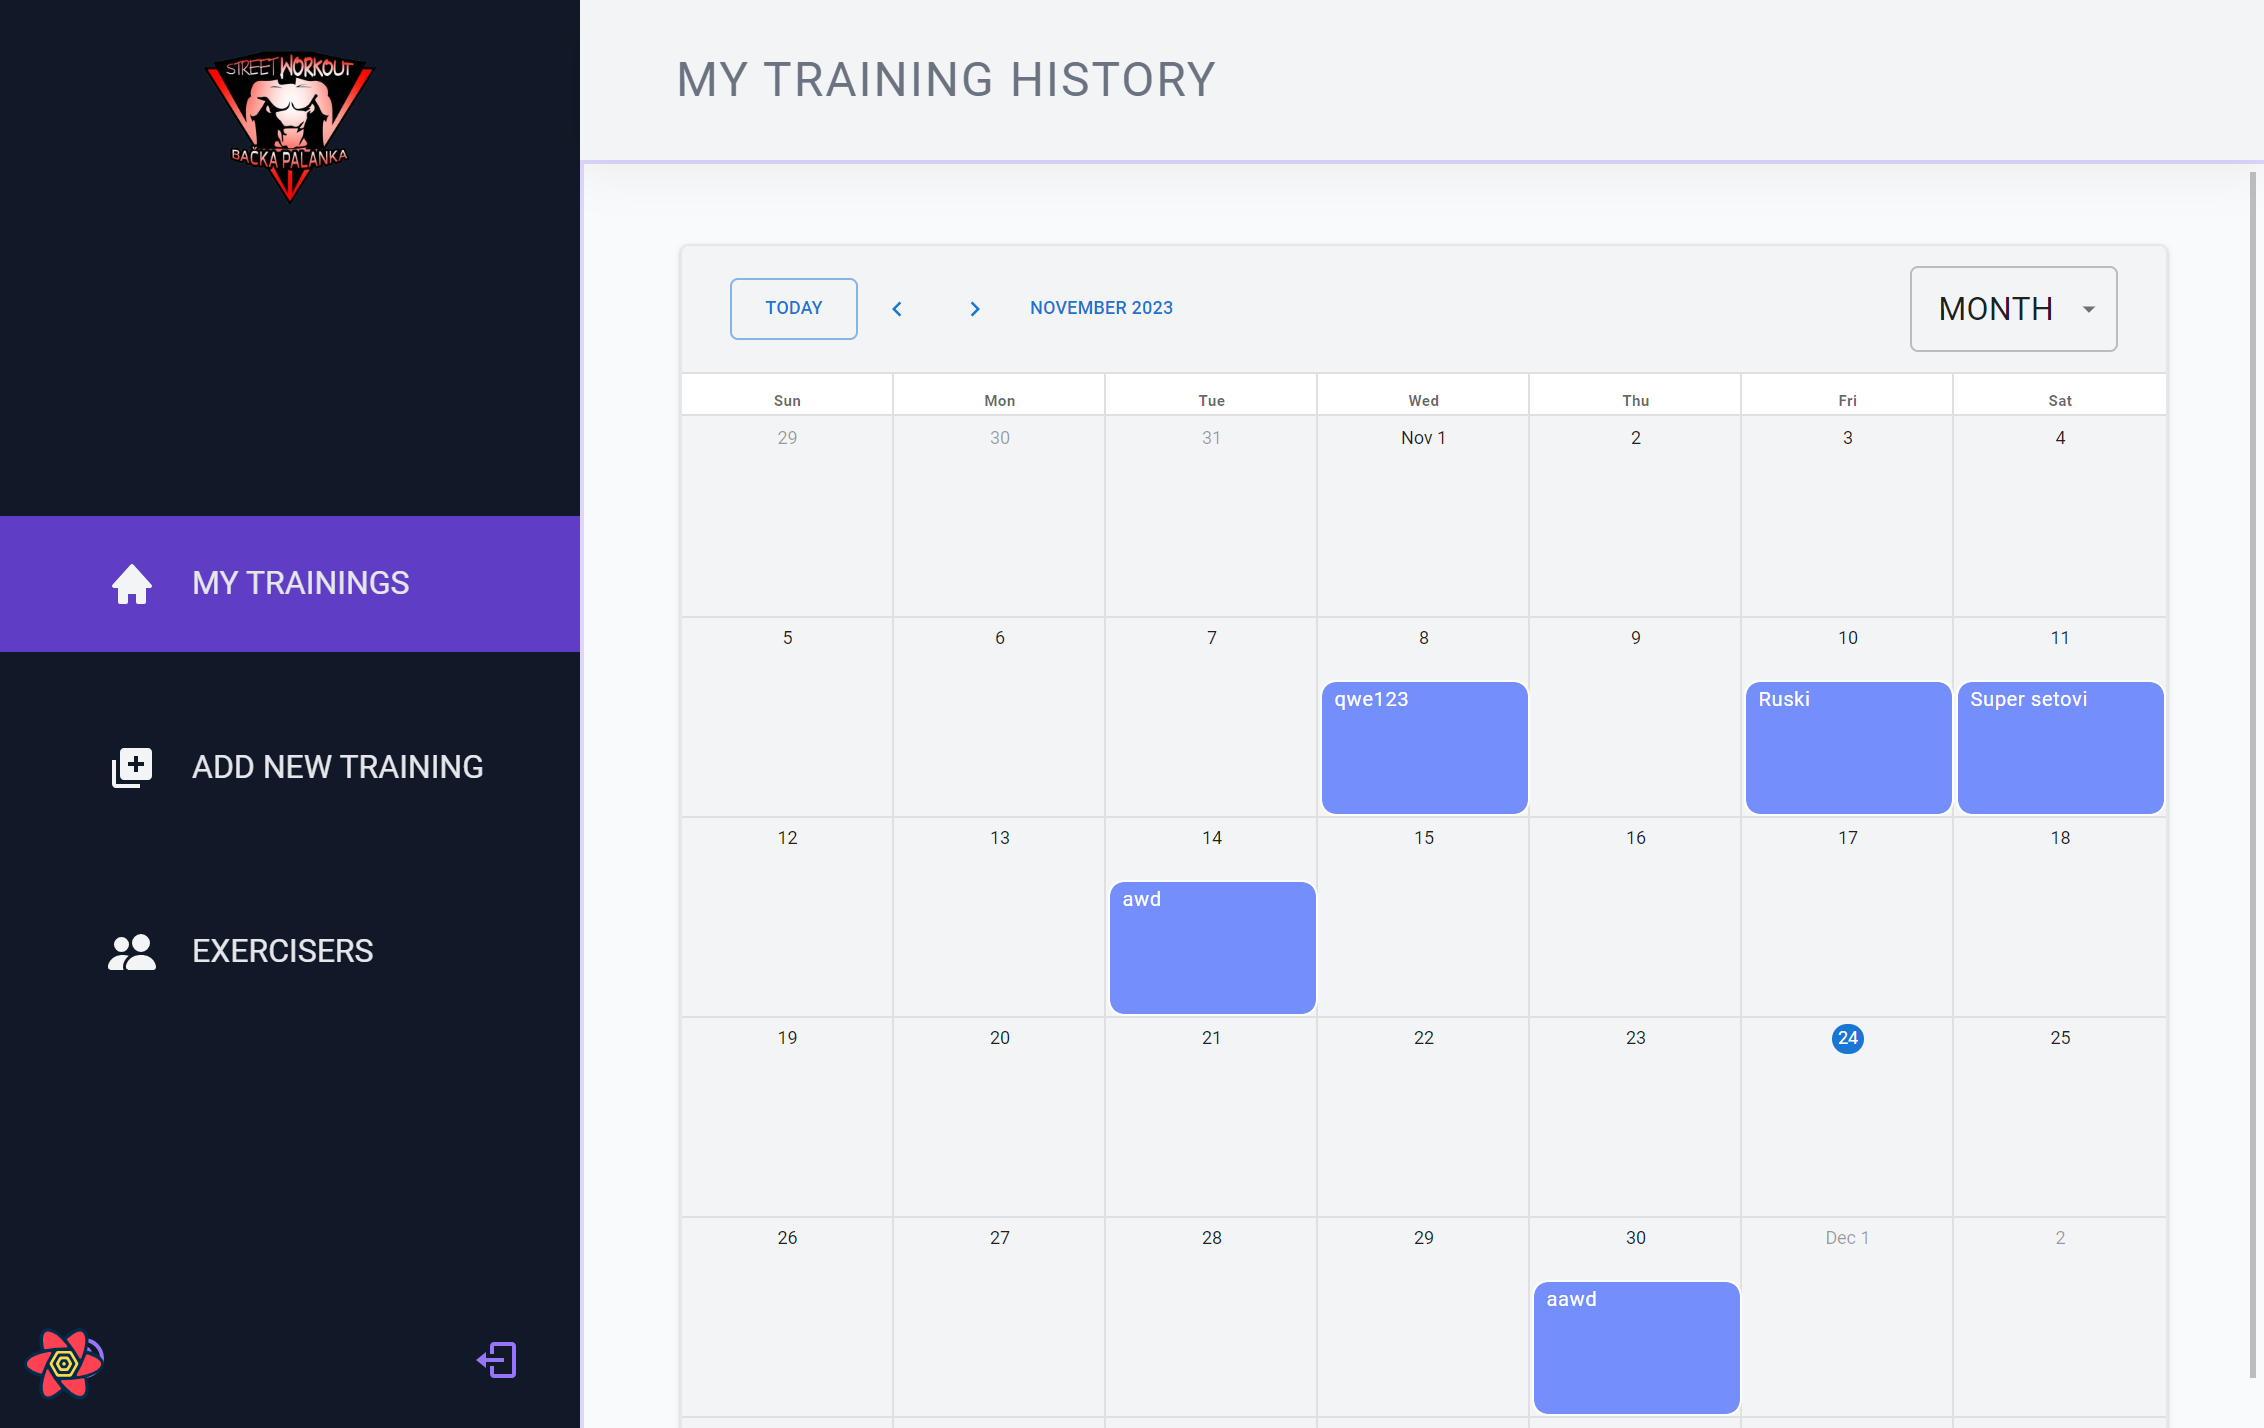 STREET WORKOUT
BAČKA PALANKA
MY TRAININGS
ADD NEW TRAINING
EXERCISERS
MY TRAINING HISTORY
TODAY
NOVEMBER 2023
MONTH
Sun Mon Tue Wed Thu Fri Sat
29 30 31 Nov 1 2 3 4
5 6 7 8 9 10 11
qwe123 Ruski Super setovi
12 13 14 15 16 17 18
awd
19 20 21 22 23 24 25
26 27 28 29 30 Dec 1 2
aawd